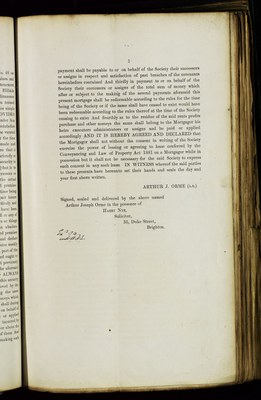 3
payment shall be payable to or on behalf of the Society their successors
or assigns in respect and satisfaction of past breaches of the covenants
hereinbefore contained And thirdly in payment to or on behalf of the
Society their successors or assigns of the total sum of money which
after or subject to the making of the several payments aforesaid this
present mortgage shall be redeemable according to the rules for the time
being of the Society or if the same shall have ceased to exist would have
been redeemable according to the rules thereof at the time of the Society
ceasing to exist And fourthly as to the residue of the said rents profits
purchase and other moneys the same shall belong to the Mortgagor his
heirs executors administrators or assigns and be paid or applied
accordingly AND IT IS HEREBY AGREED AND DECLARED that
the Mortgagor shall not without the consent in writing of the Society
exercise the power of leasing or agreeing to lease conferred by the
Conveyancing and Law of Property Act 1881 on a Mortgagor while in
possession but it shall not be necessary for the said Society to express
such consent in any such lease IN WITNESS whereof the said parties
to these presents have hereunto set their hands and seals the day and
year first above written.
ARTHUR J. ORME (L.S.)
Signed, sealed and delivered by the above named
Arthur Joseph Orme in the presence of
HARRY NYE,
Solicitor,
Duke Street,
Brighton.